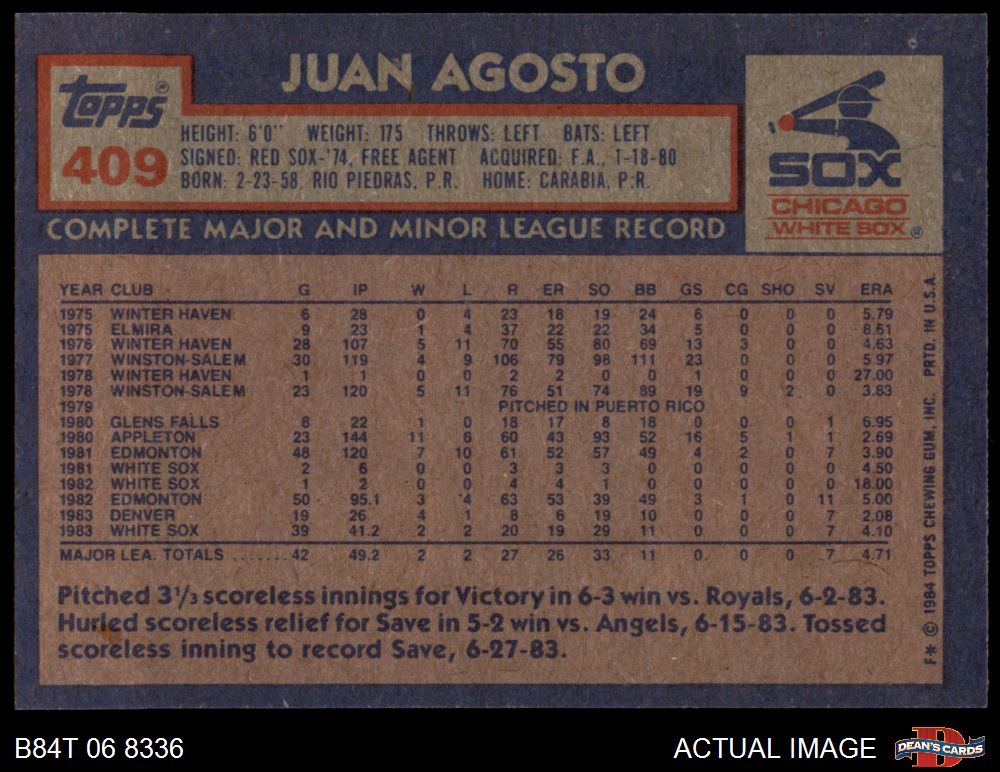 JUAN AGOSTO
Topps®
409
HEIGHT: 6'0" WEIGHT: 175 THROWS: LEFT BATS: LEFT
SIGNED: RED SOX-'74, FREE AGENT ACQUIRED: F.A., 1-18-80
BORN: 2-23-58, RIO PIEDRAS, P.R. HOME: CARABIA, P.R.
SOX
CHICAGO
WHITE SOX®
COMPLETE MAJOR AND MINOR LEAGUE RECORD
YEAR CLUB G IP W L R ER SO BB GS CG SHO SV ERA
1975 WINTER HAVEN 6 28 0 4 23 18 19 24 6 0 0 0 5.79
1975 ELMIRA 9 23 1 4 37 22 22 34 5 0 0 0 8.61
1976 WINTER HAVEN 28 107 5 11 70 55 80 69 13 3 0 0 4.63
1977 WINSTON-SALEM 30 119 4 9 106 79 98 111 23 0 0 0 5.97
1978 WINTER HAVEN 1 1 0 0 2 2 0 0 1 0 0 0 27.00
1978 WINSTON-SALEM 23 120 5 11 76 51 74 89 19 9 2 0 3.83
1979 PITCHED IN PUERTO RICO
1980 GLENS FALLS 8 22 1 0 18 17 8 18 0 0 0 1 6.95
1980 APPLETON 23 144 11 6 60 43 93 52 16 5 1 1 2.69
1981 EDMONTON 48 120 7 10 61 52 57 49 4 2 0 7 3.90
1981 WHITE SOX 2 6 0 0 3 3 3 0 0 0 0 0 4.50
1982 WHITE SOX 1 2 0 0 4 4 1 0 0 0 0 0 18.00
1982 EDMONTON 50 95.1 3 4 63 53 39 49 3 1 0 11 5.00
1983 DENVER 19 26 4 1 8 6 19 10 0 0 0 7 2.08
1983 WHITE SOX 39 41.2 2 2 20 19 29 11 0 0 0 7 4.10
MAJOR LEA. TOTALS .......42 49.2 2 2 27 26 33 11 0. 0 0 7 4.71
Pitched 3⅓ scoreless innings for Victory in 6-3 win vs. Royals, 6-2-83.
Hurled scoreless relief for Save in 5-2 win vs. Angels, 6-15-83. Tossed
scoreless inning to record Save, 6-27-83.
F* © 1984 TOPPS CHEWING GUM, INC. PRTD. IN U.S.A.
B84T 06 8336
ACTUAL IMAGE
D
DEAN'S CARDS